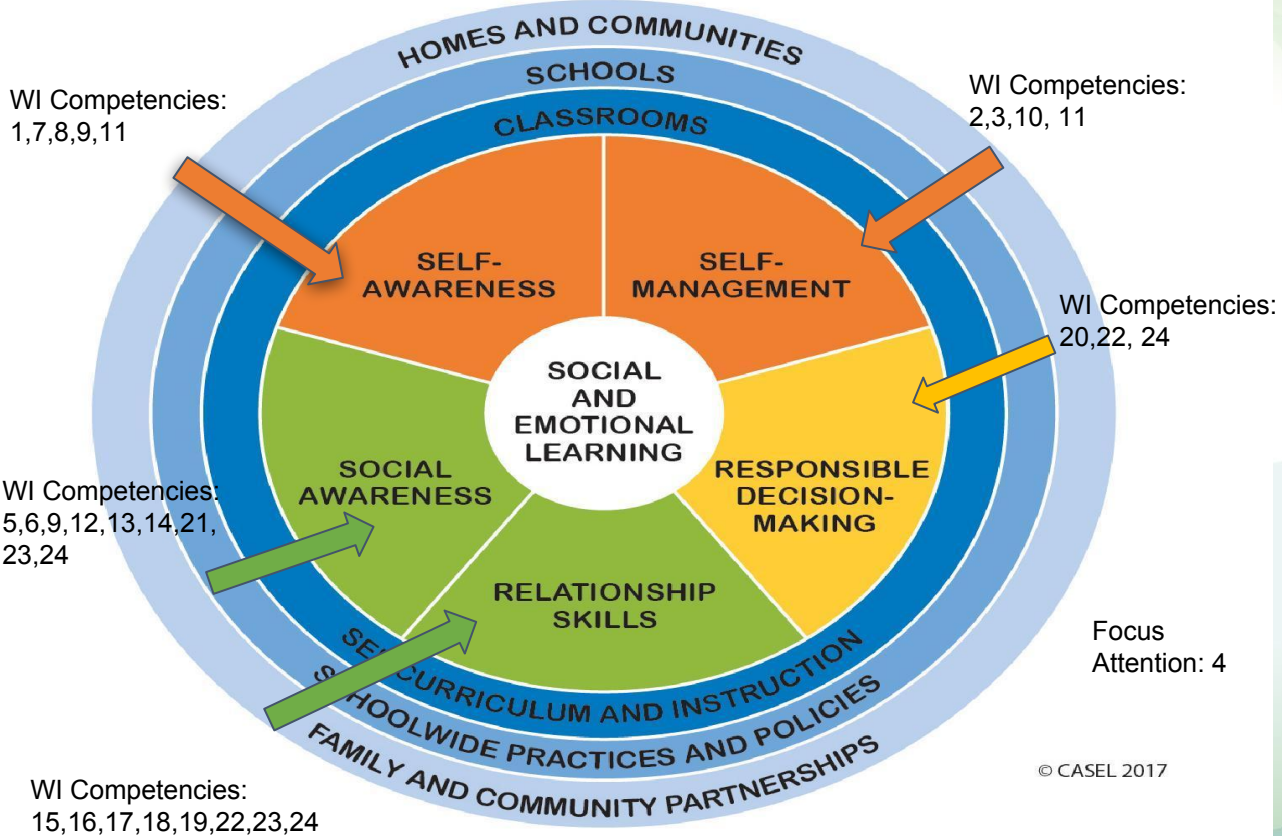 HOMES AND COMMUNITIES
SCHOOLS
CLASSROOMS
WI Competencies:
1,7,8,9,11
WI Competencies:
2,3,10, 11
SELF-
AWARENESS
SELF-
MANAGEMENT
WI Competencies:
20,22, 24
SOCIAL
AND
EMOTIONAL
LEARNING
SOCIAL
AWARENESS
RESPONSIBLE
DECISION-
MAKING
WI Competencies:
5,6,9,12,13,14,21,
23,24
RELATIONSHIP
SKILLS
Focus
Attention: 4
SEL CURRICULUM AND INSTRUCTION
SCHOOLWIDE PRACTICES AND POLICIES
FAMILY AND COMMUNITY PARTNERSHIPS
© CASEL 2017
WI Competencies:
15,16,17,18,19,22,23,24